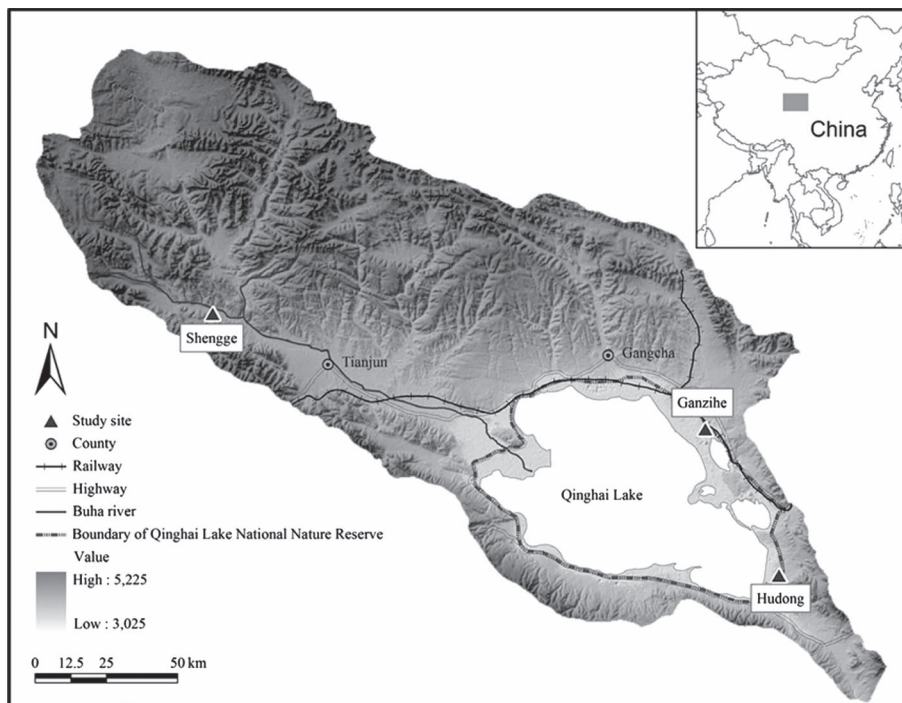 China
N
Shengge
Tianjun
Gangcha
Ganzihe
Study site
County
Railway
Qinghai Lake
Highway
Buha river
Boundary of Qinghai Lake National Nature Reserve
Value
High : 5,225
Low : 3,025
Hudong
0 12.5 25 50 km